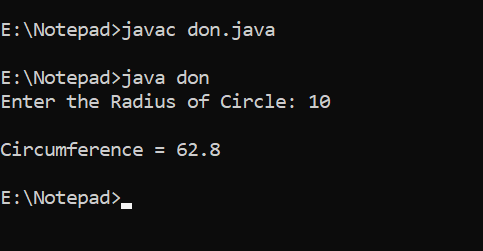 E:\Notepad>javac don.java
E:\Notepad>java don
Enter the Radius of Circle: 10
Circumference = 62.8
E:\Notepad>